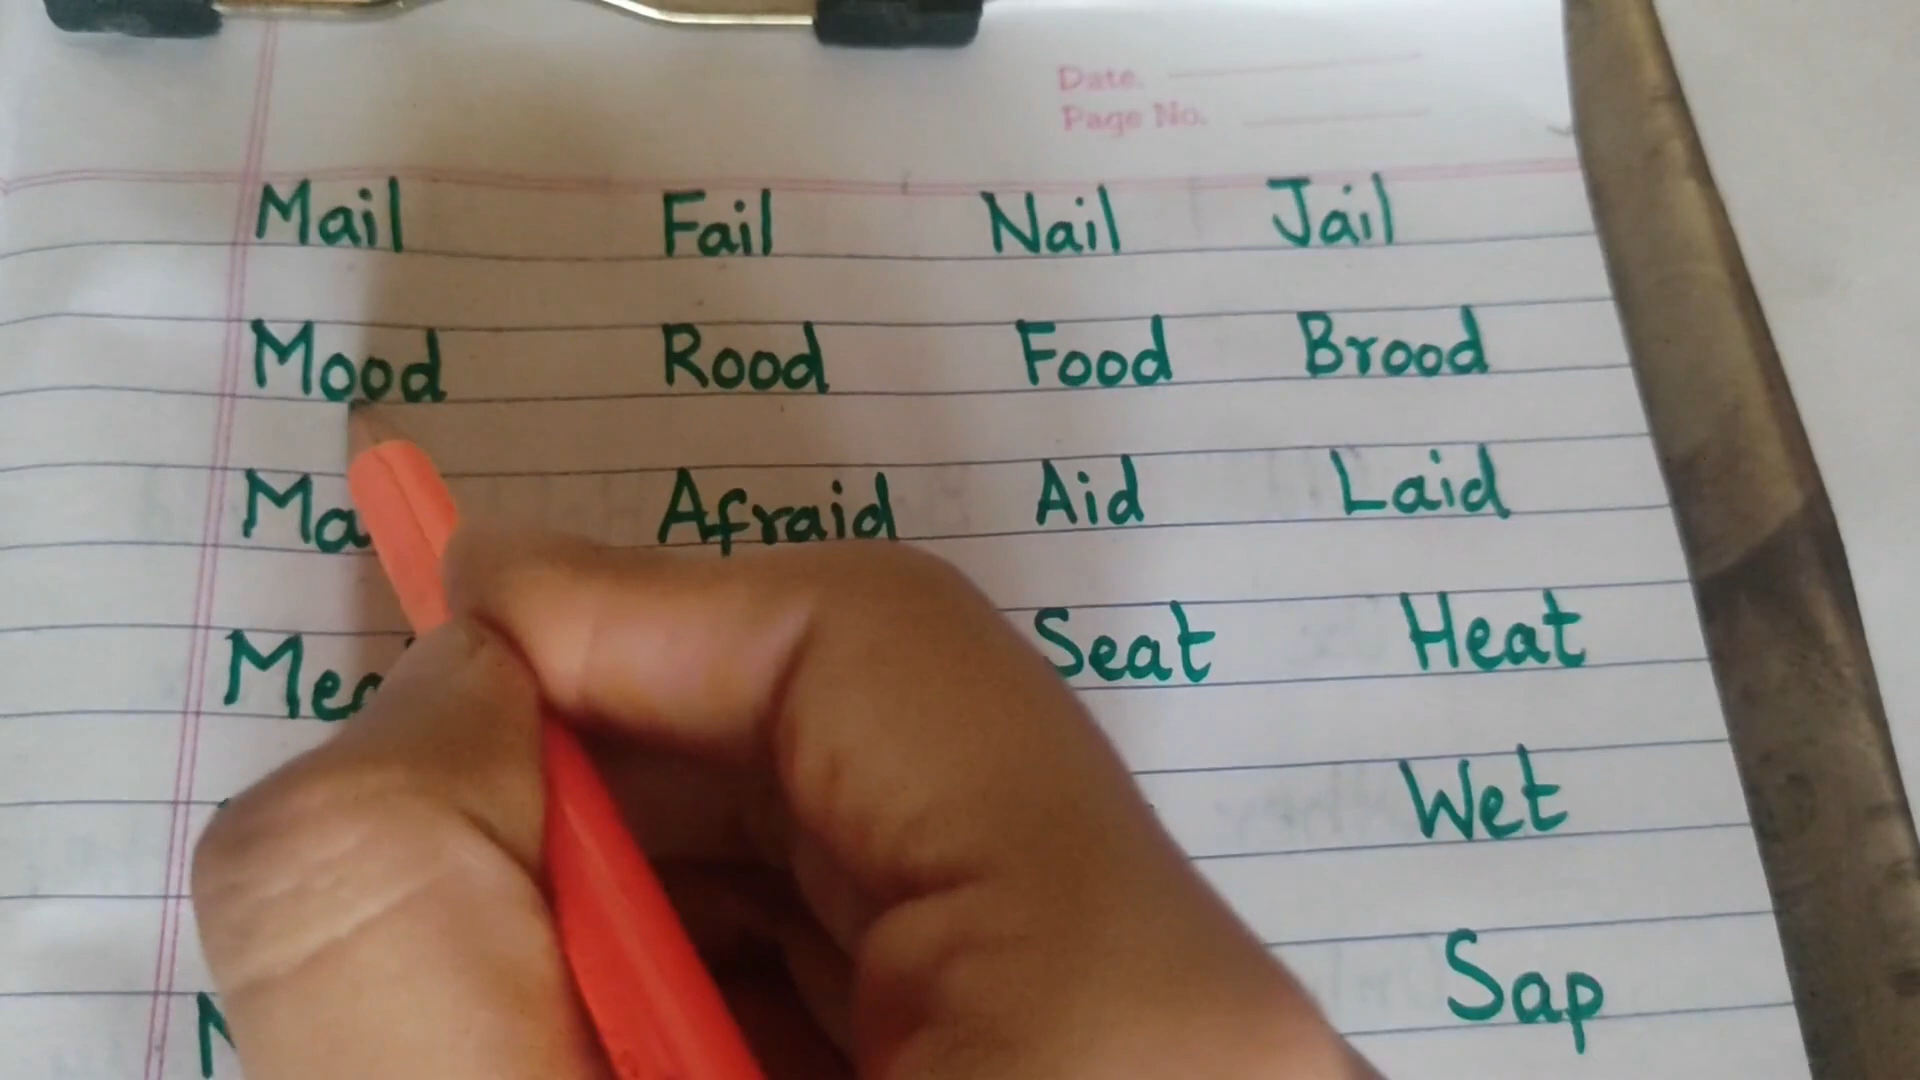 Date.
Page No.
Mail Fail Nail Jail
Mood Rood Food Brood
Afraid Aid Laid
Seat Heat
Wet
Sap